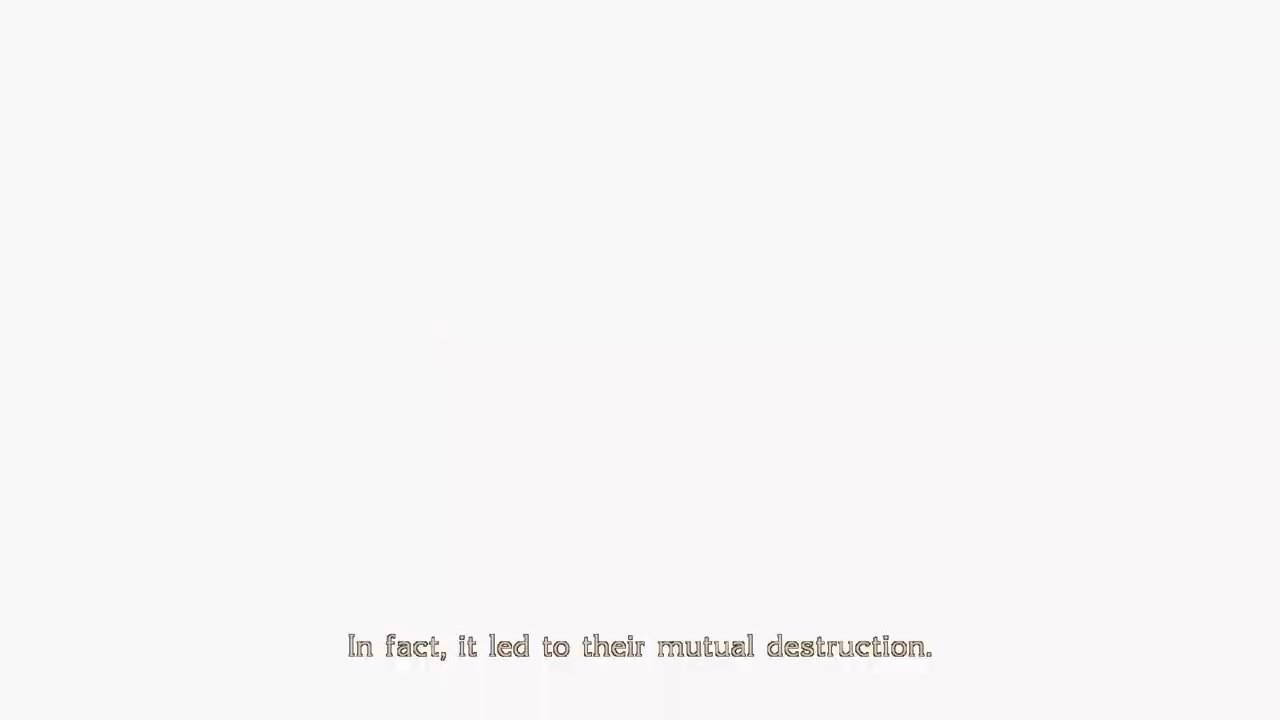 In fact, it led to their mutual destruction.